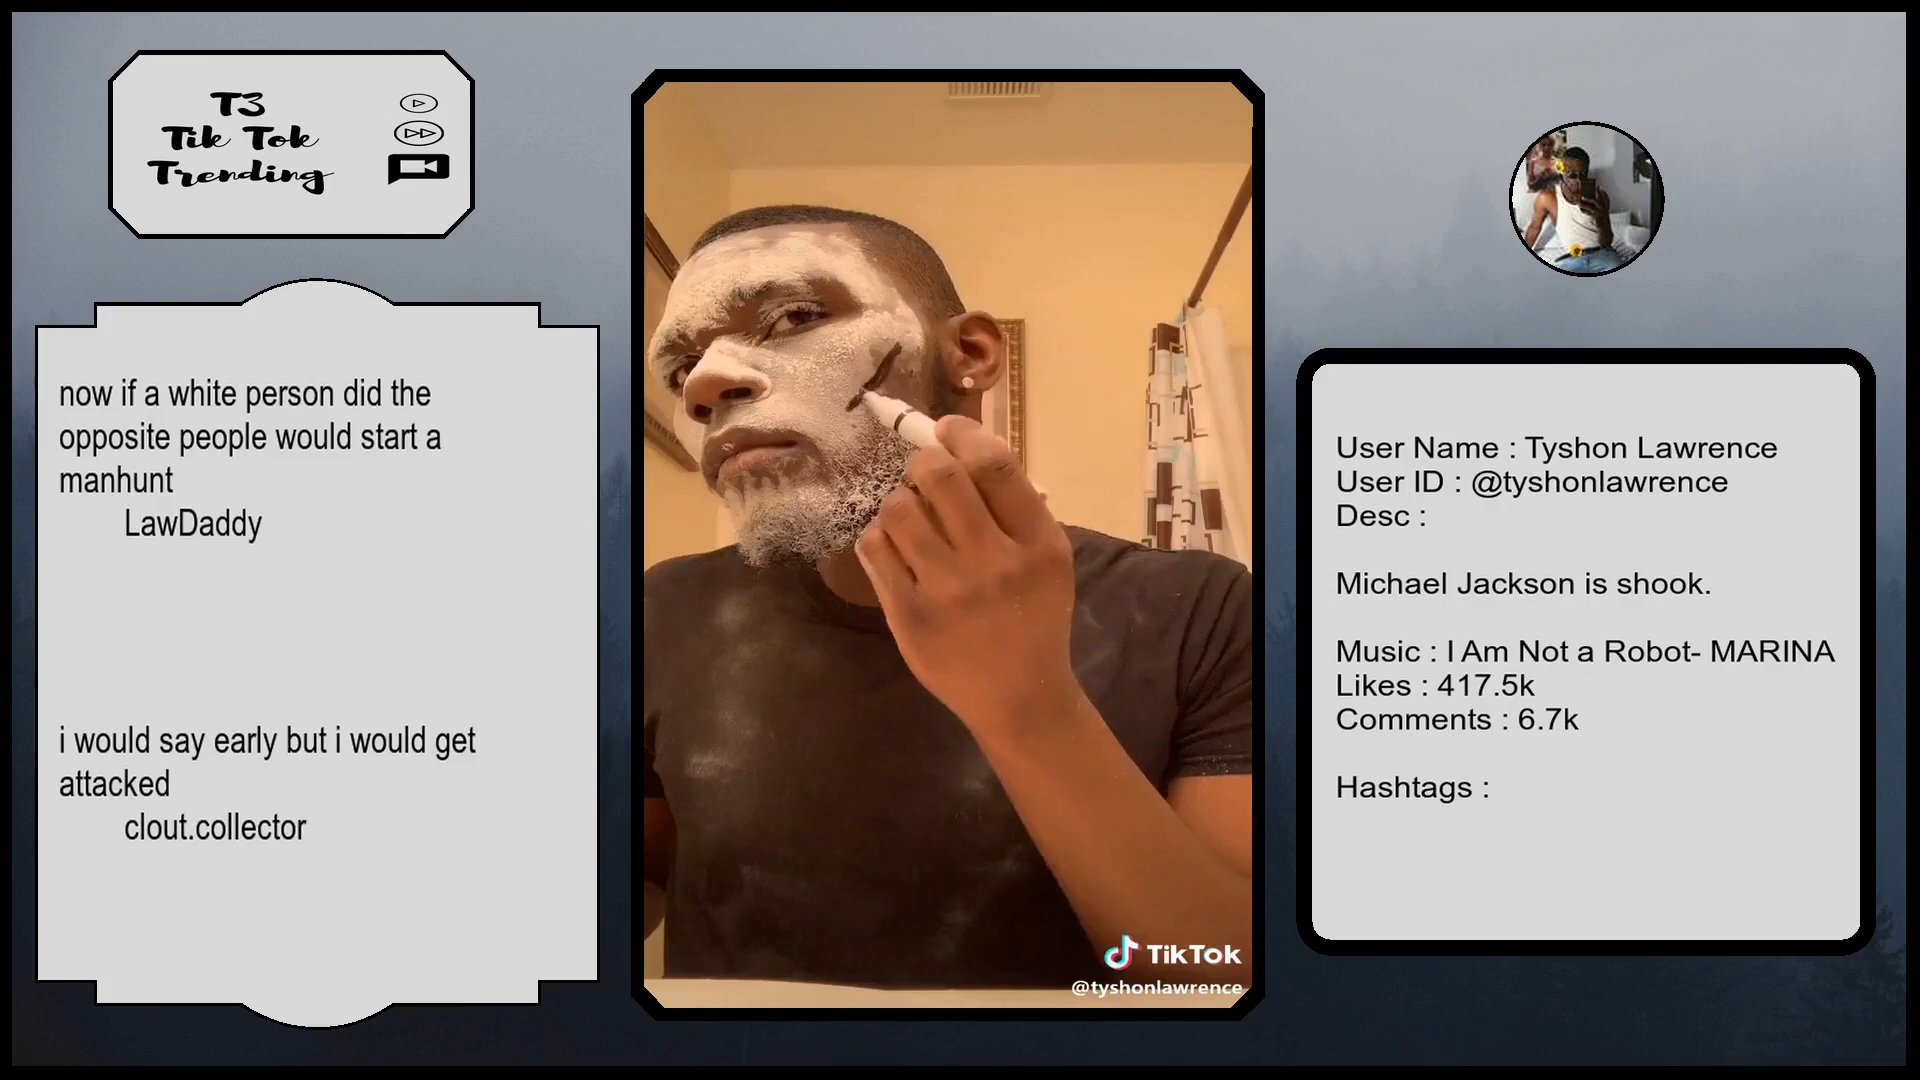 T3
Tik Tok
Trending
now if a white person did the
opposite people would start a
manhunt
LawDaddy
i would say early but i would get
attacked
clout.collector
TikTok
@tyshonlawrence
User Name : Tyshon Lawrence
User ID : @tyshonlawrence
Desc :
Michael Jackson is shook.
Music : I Am Not a Robot- MARINA
Likes : 417.5k
Comments : 6.7k
Hashtags :